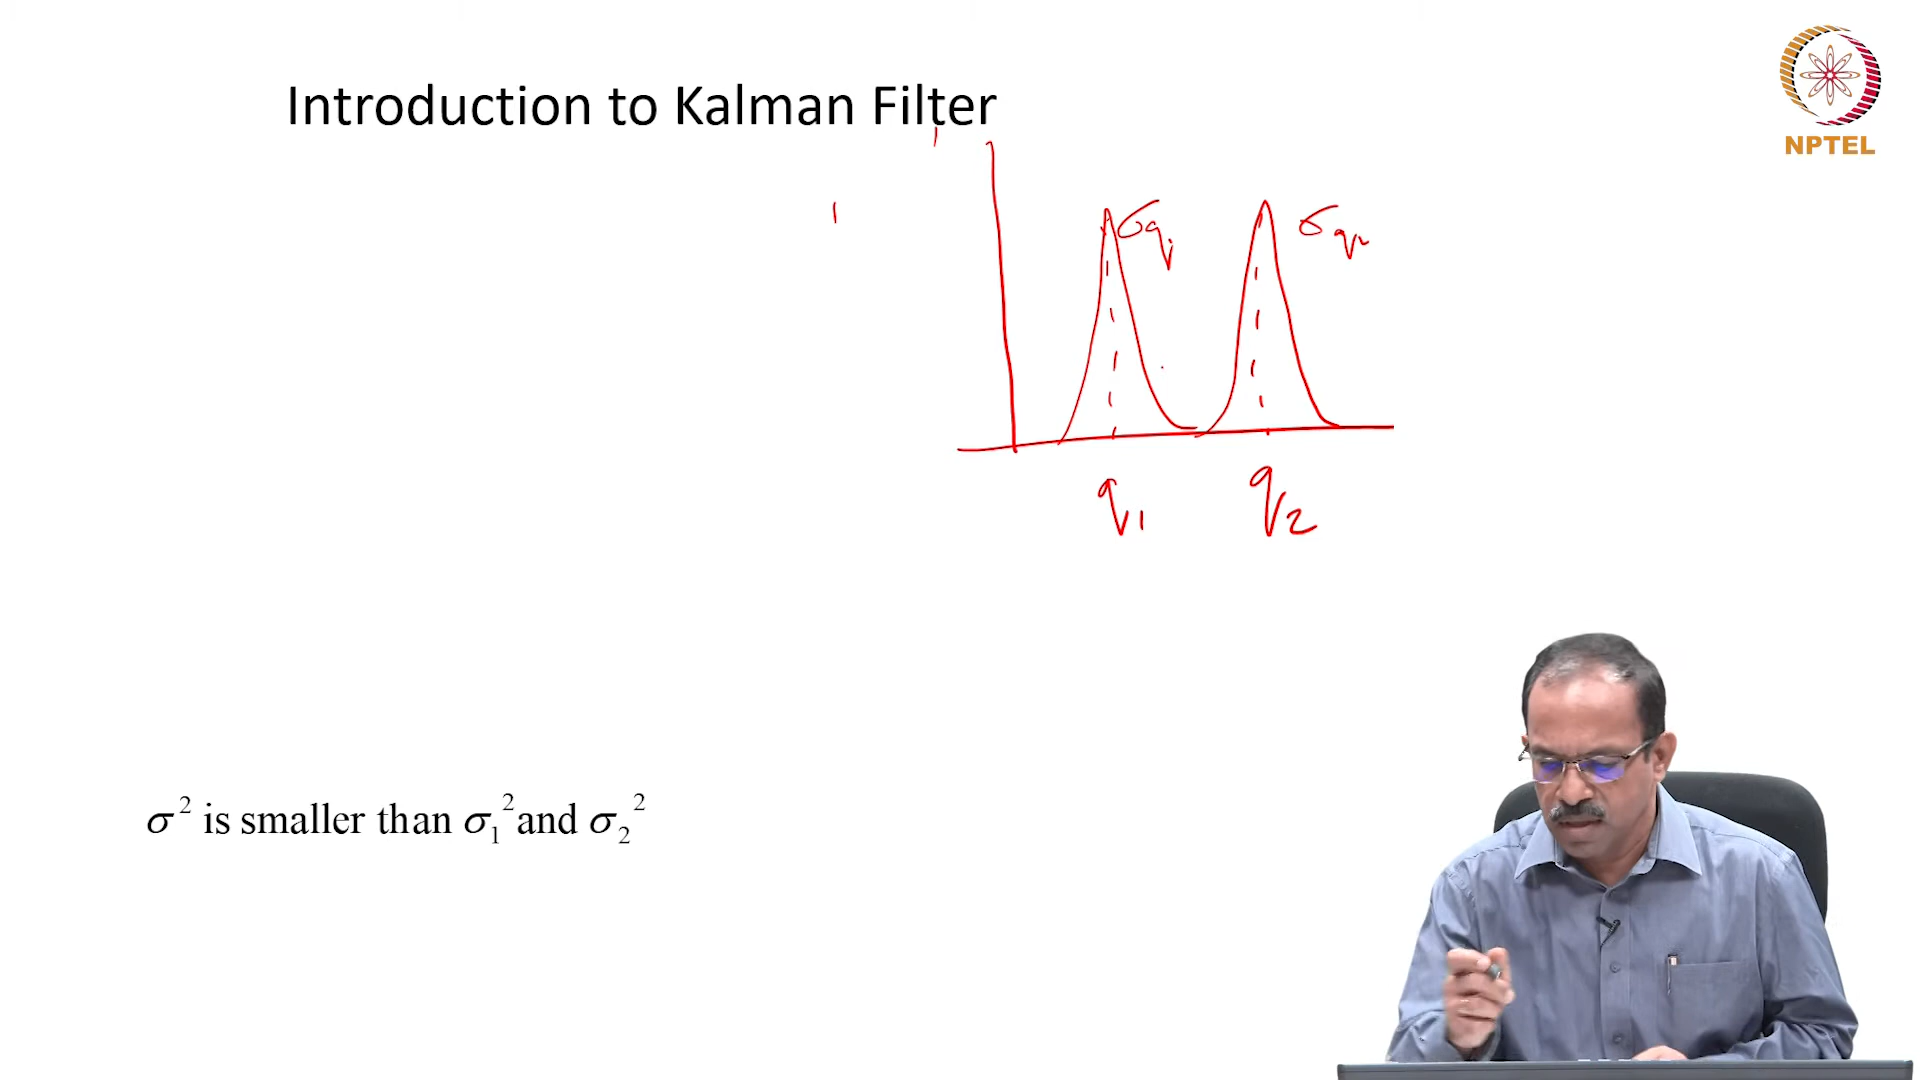 Introduction to Kalman Filter
NPTEL
σq₁ σq₂
q₁ q₂
σ² is smaller than σ₁² and σ₂²